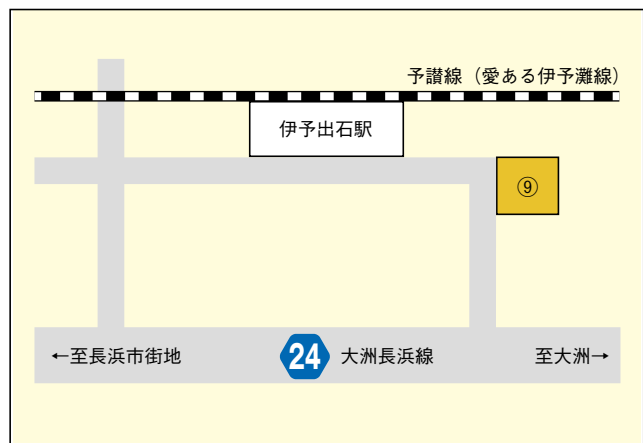 予讃線（愛ある伊予灘線）
伊予出石駅
⑨
←至長浜市街地
24
大洲長浜線
至大洲→